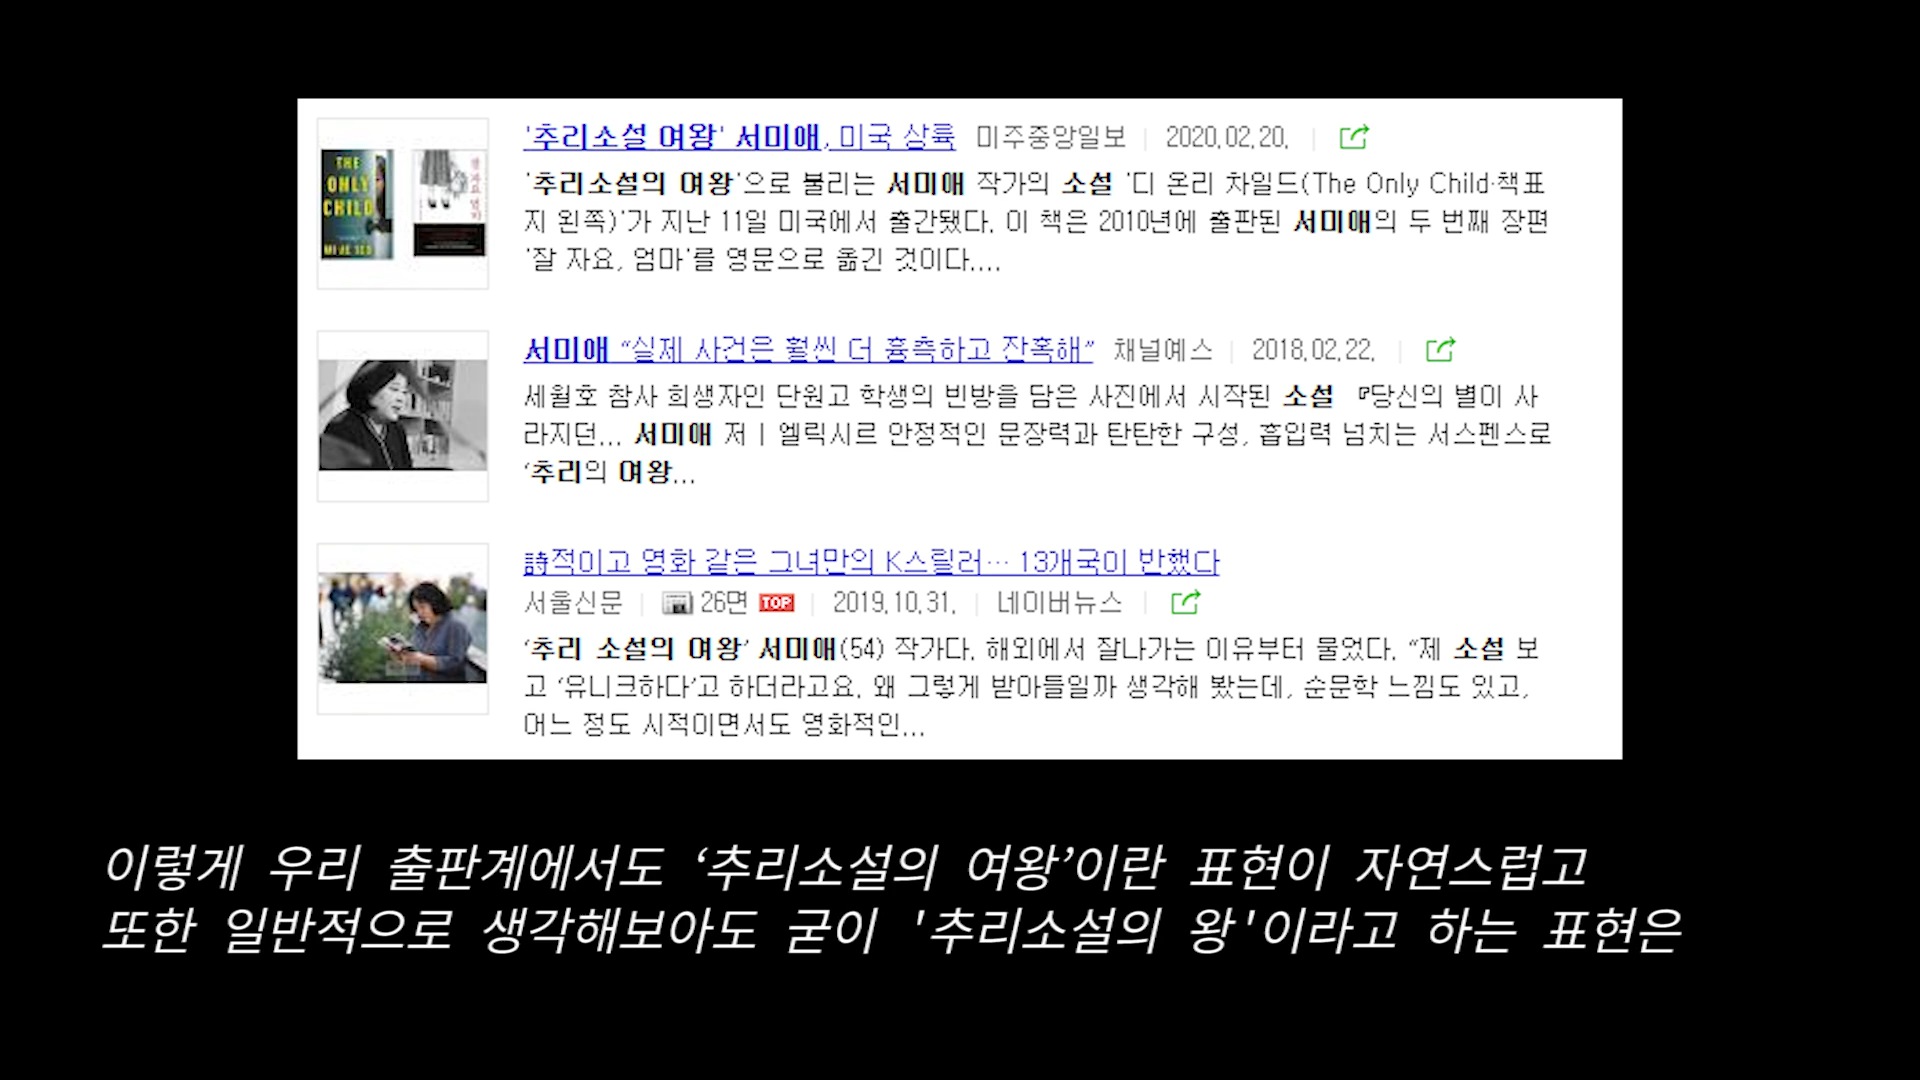 '추리소설 여왕' 서미애, 미국 상륙 미주중앙일보 2020.02.20.
'추리소설의 여왕'으로 불리는 서미애 작가의 소설 '디 온리 차일드(The Only Child·책표
지 왼쪽)'가 지난 11일 미국에서 출간됐다. 이 책은 2010년에 출판된 서미애의 두 번째 장편
'잘 자요, 엄마'를 영문으로 옮긴 것이다....
THE
ONLY
CHILD
서미애 “실제 사건은 훨씬 더 흉측하고 잔혹해” 채널예스 2018.02.22.
세월호 참사 희생자인 단원고 학생의 빈방을 담은 사진에서 시작된 소설 『당신의 별이 사
라지던... 서미애 저 | 엘릭시르 안정적인 문장력과 탄탄한 구성, 흡입력 넘치는 서스펜스로
‘추리의 여왕...
詩적이고 영화 같은 그녀만의 K스릴러… 13개국이 반했다
서울신문 26면 TOP 2019.10.31. 네이버뉴스
‘추리 소설의 여왕’ 서미애(54) 작가다. 해외에서 잘나가는 이유부터 물었다. “제 소설 보
고 ‘유니크하다’고 하더라고요. 왜 그렇게 받아들일까 생각해 봤는데, 순문학 느낌도 있고,
어느 정도 시적이면서도 영화적인...
이렇게 우리 출판계에서도 ‘추리소설의 여왕’이란 표현이 자연스럽고
또한 일반적으로 생각해보아도 굳이 '추리소설의 왕'이라고 하는 표현은